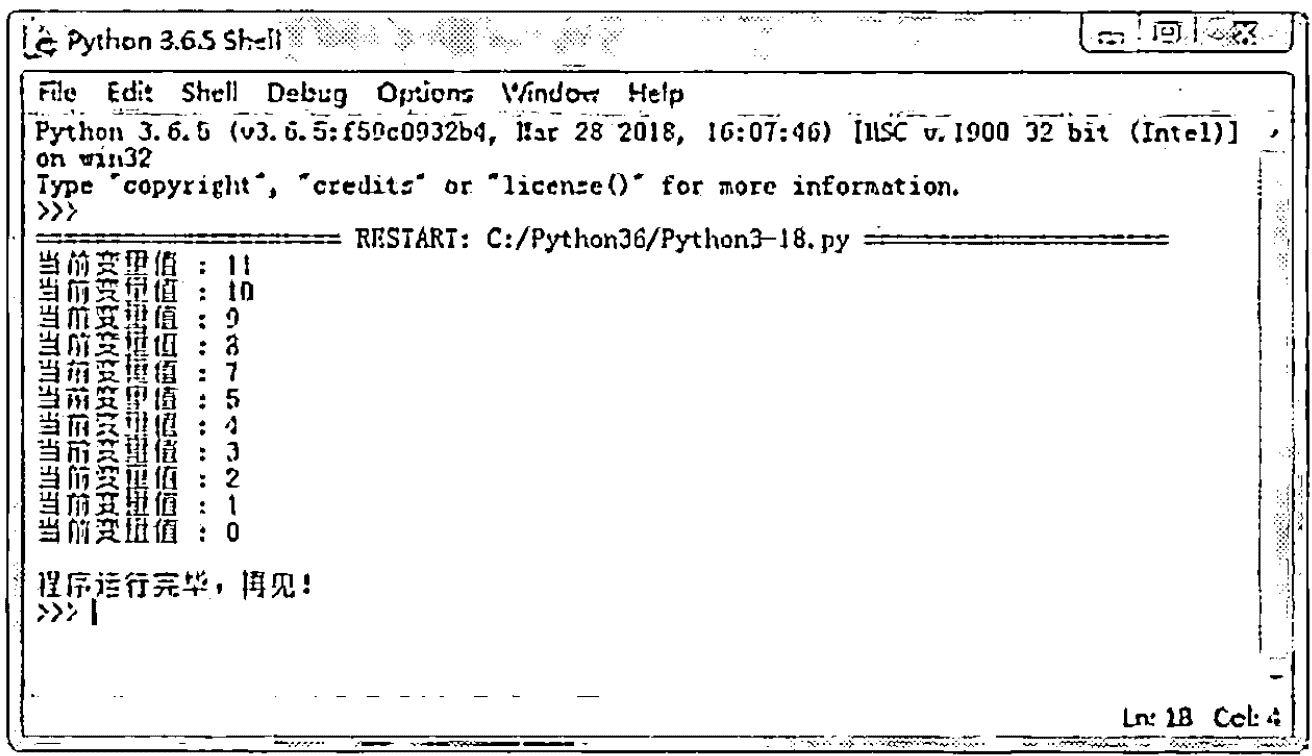 Python 3.6.5 Shell
File Edit Shell Debug Options Window Help
Python 3.6.5 (v3.6.5:f59c0932b4, Mar 28 2018, 16:07:46) [MSC v.1900 32 bit (Intel)]
on win32
Type "copyright", "credits" or "license()" for more information.
>>>
==================== RESTART: C:/Python36/Python3-18.py ====================
当前变量值 : 11
当前变量值 : 10
当前变量值 : 9
当前变量值 : 8
当前变量值 : 7
当前变量值 : 5
当前变量值 : 4
当前变量值 : 3
当前变量值 : 2
当前变量值 : 1
当前变量值 : 0
程序运行完毕，再见!
>>>
Ln: 18 Col: 4